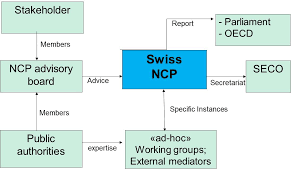 Stakeholder
Report
- Parliament
- OECD
Members
Swiss
NCP
NCP advisory
board
Advice
Secretariat
SECO
Members
Specific Instances
Public
authorities
expertise
«ad-hoc»
Working groups;
External mediators